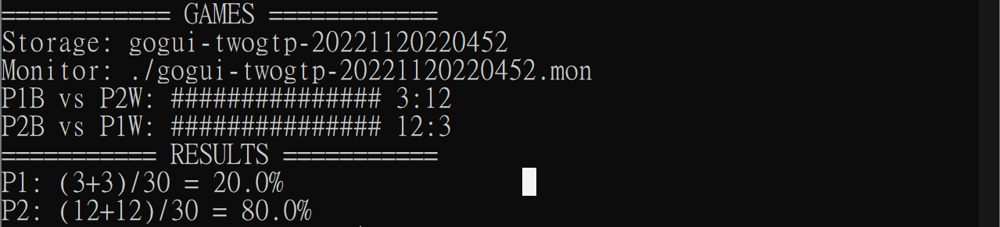 ============ GAMES ============
Storage: gogui-twogtp-20221120220452
Monitor: ./gogui-twogtp-20221120220452.mon
P1B vs P2W: ############### 3:12
P2B vs P1W: ############### 12:3
=========== RESULTS ===========
P1: (3+3)/30 = 20.0%
P2: (12+12)/30 = 80.0%